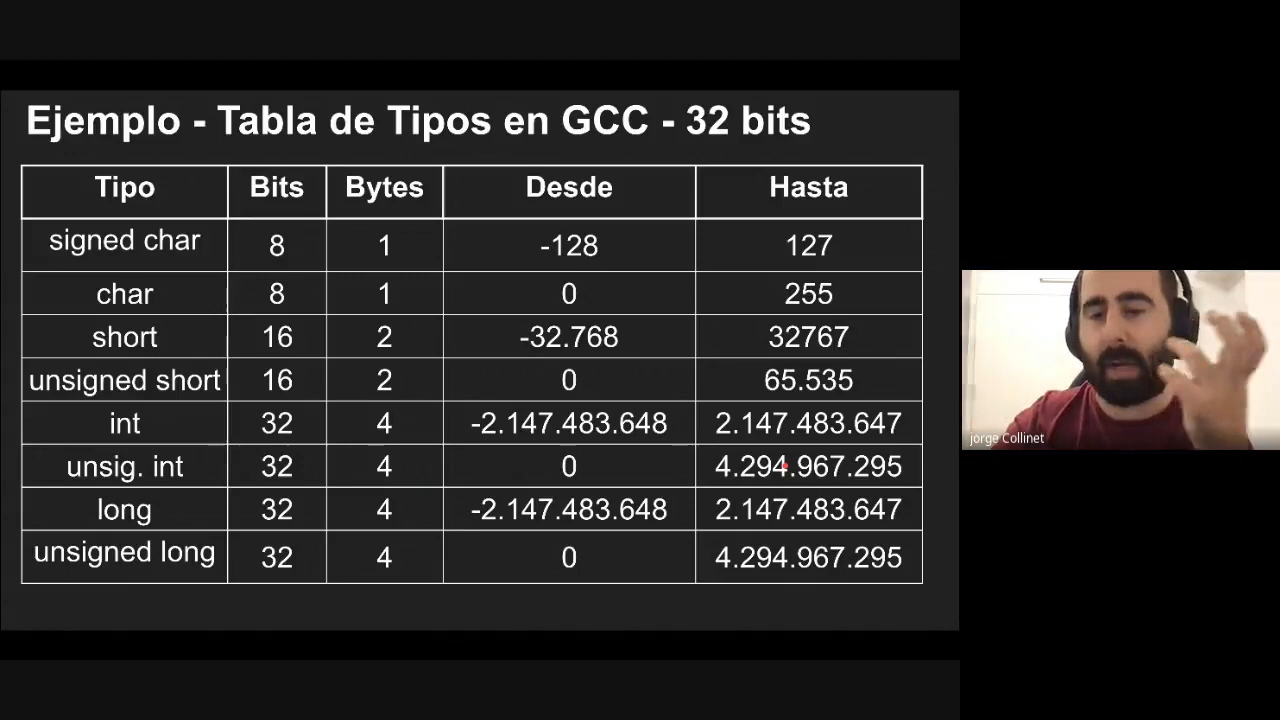 Ejemplo - Tabla de Tipos en GCC - 32 bits
Tipo Bits Bytes Desde Hasta
signed char 8 1 -128 127
char 8 1 0 255
short 16 2 -32.768 32767
unsigned short 16 2 0 65.535
int 32 4 -2.147.483.648 2.147.483.647
unsig. int 32 4 0 4.294.967.295
long 32 4 -2.147.483.648 2.147.483.647
unsigned long 32 4 0 4.294.967.295
jorge Collinet